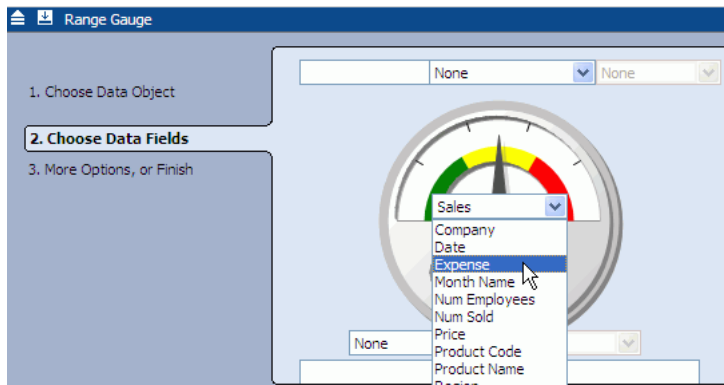 Range Gauge
None None
1. Choose Data Object
2. Choose Data Fields
3. More Options, or Finish
Sales
Company
Date
Expense
Month Name
Num Employees
Num Sold
Price
None
Product Code
Product Name
Region